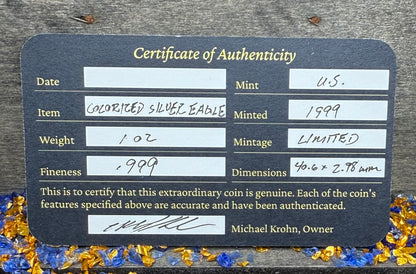 Certificate of Authenticity
Date Mint U.S.
Item COLORIZED SILVER EAGLE Minted 1999
Weight 1 OZ Mintage LIMITED
Fineness .999 Dimensions 40.6 x 2.98 mm
This is to certify that this extraordinary coin is genuine. Each of the coin's
features specified above are accurate and have been authenticated.
Michael Krohn, Owner